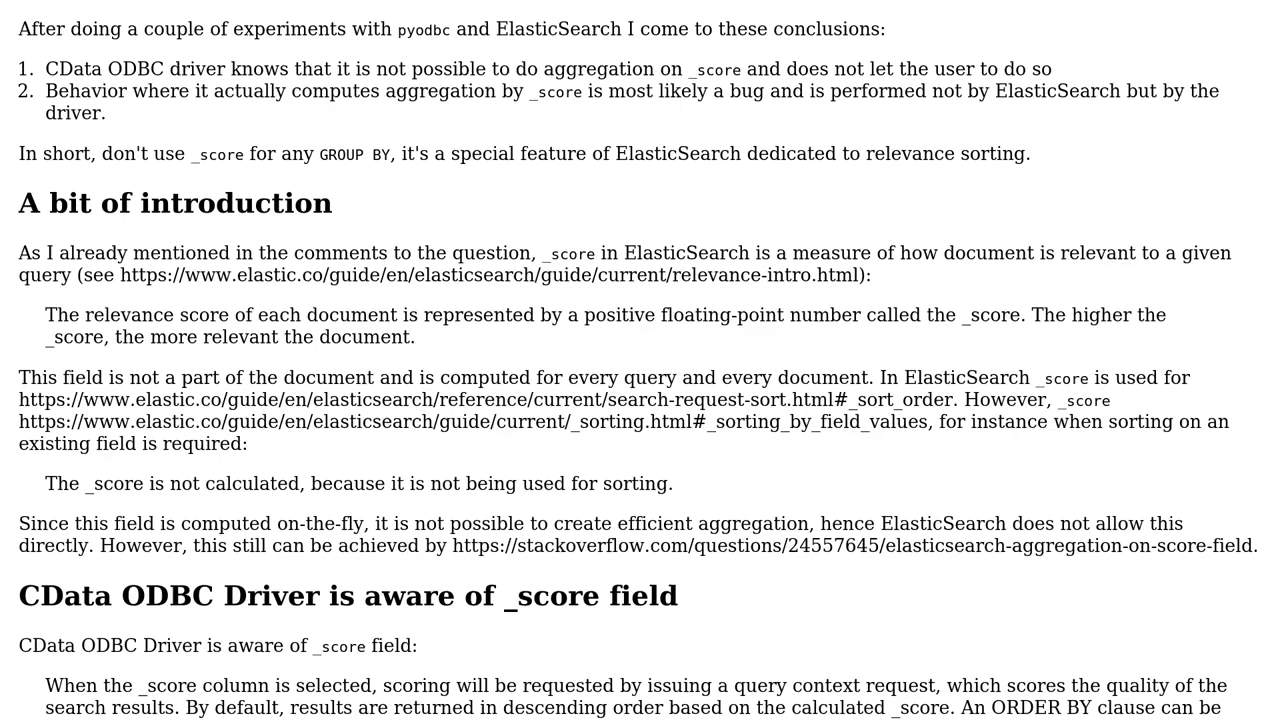 After doing a couple of experiments with pyodbc and ElasticSearch I come to these conclusions:
1. CData ODBC driver knows that it is not possible to do aggregation on _score and does not let the user to do so
2. Behavior where it actually computes aggregation by _score is most likely a bug and is performed not by ElasticSearch but by the
driver.
In short, don't use _score for any GROUP BY, it's a special feature of ElasticSearch dedicated to relevance sorting.
A bit of introduction
As I already mentioned in the comments to the question, _score in ElasticSearch is a measure of how document is relevant to a given
query (see https://www.elastic.co/guide/en/elasticsearch/guide/current/relevance-intro.html):
The relevance score of each document is represented by a positive floating-point number called the _score. The higher the
_score, the more relevant the document.
This field is not a part of the document and is computed for every query and every document. In ElasticSearch _score is used for
https://www.elastic.co/guide/en/elasticsearch/reference/current/search-request-sort.html#_sort_order. However, _score
https://www.elastic.co/guide/en/elasticsearch/guide/current/_sorting.html#_sorting_by_field_values, for instance when sorting on an
existing field is required:
The _score is not calculated, because it is not being used for sorting.
Since this field is computed on-the-fly, it is not possible to create efficient aggregation, hence ElasticSearch does not allow this
directly. However, this still can be achieved by https://stackoverflow.com/questions/24557645/elasticsearch-aggregation-on-score-field.
CData ODBC Driver is aware of _score field
CData ODBC Driver is aware of _score field:
When the _score column is selected, scoring will be requested by issuing a query context request, which scores the quality of the
search results. By default, results are returned in descending order based on the calculated _score. An ORDER BY clause can be